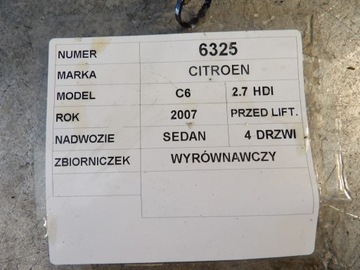 NUMER 6325
MARKA CITROEN
MODEL C6 2.7 HDI
ROK 2007 PRZED LIFT.
NADWOZIE SEDAN 4 DRZWI
ZBIORNICZEK WYRÓWNAWCZY